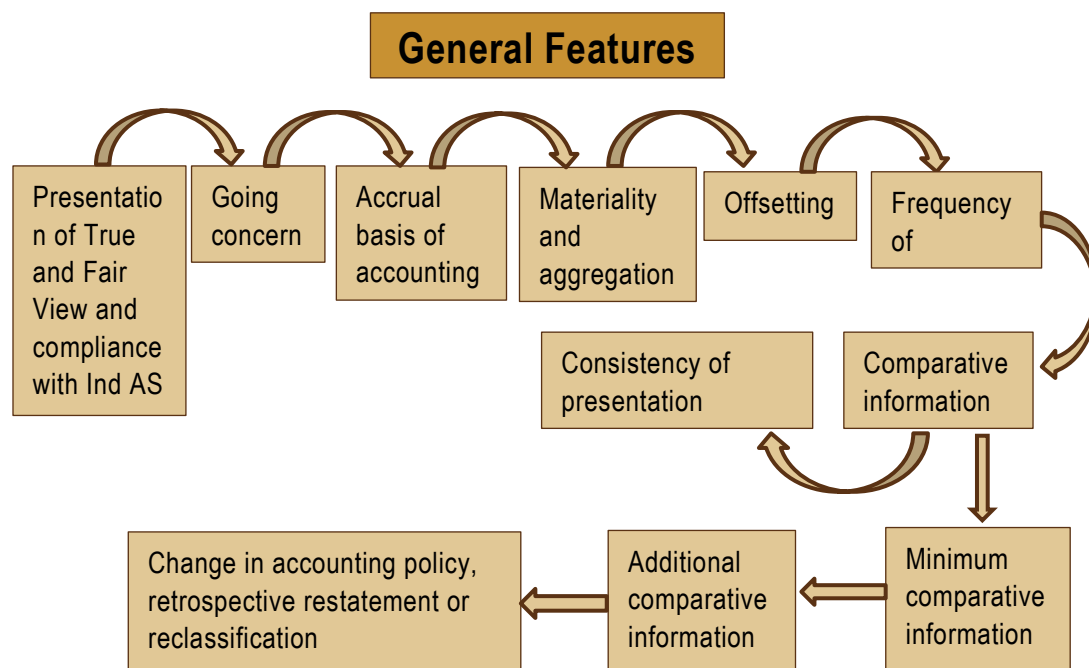 General Features
Presentatio
n of True
and Fair
View and
compliance
with Ind AS
Going
concern
Accrual
basis of
accounting
Materiality
and
aggregation
Offsetting
Frequency
of
Comparative
information
Consistency of
presentation
Minimum
comparative
information
Additional
comparative
information
Change in accounting policy,
retrospective restatement or
reclassification